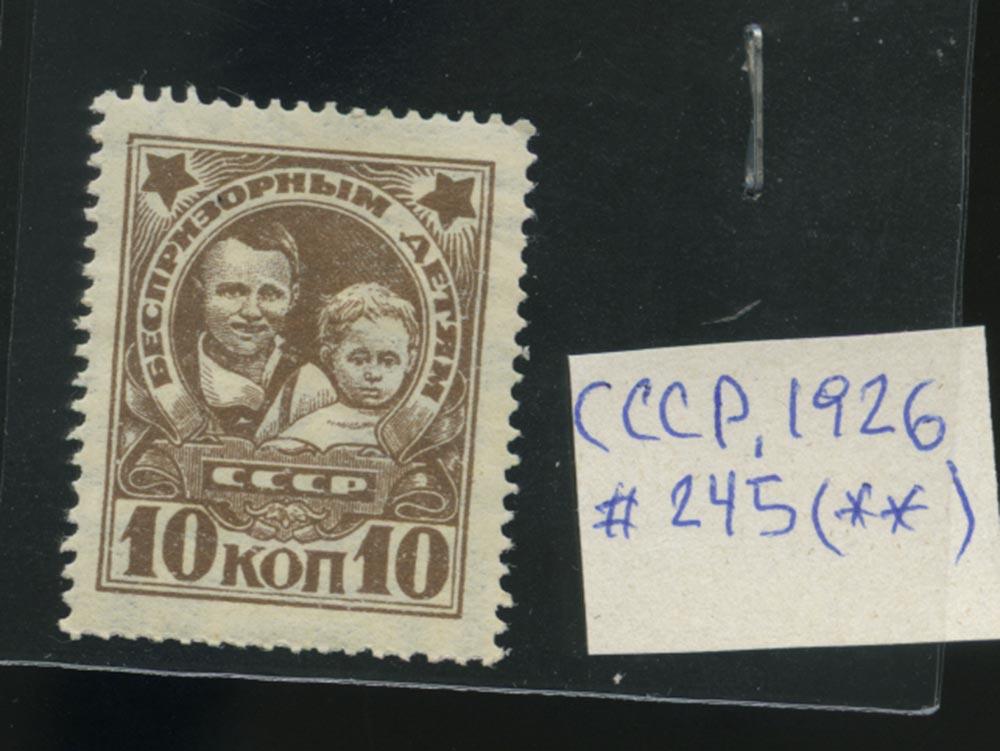 БЕСПРИЗОРНЫМ ДЕТЯМ
СССР
10 КОП 10
СССР, 1926
# 245 (**)